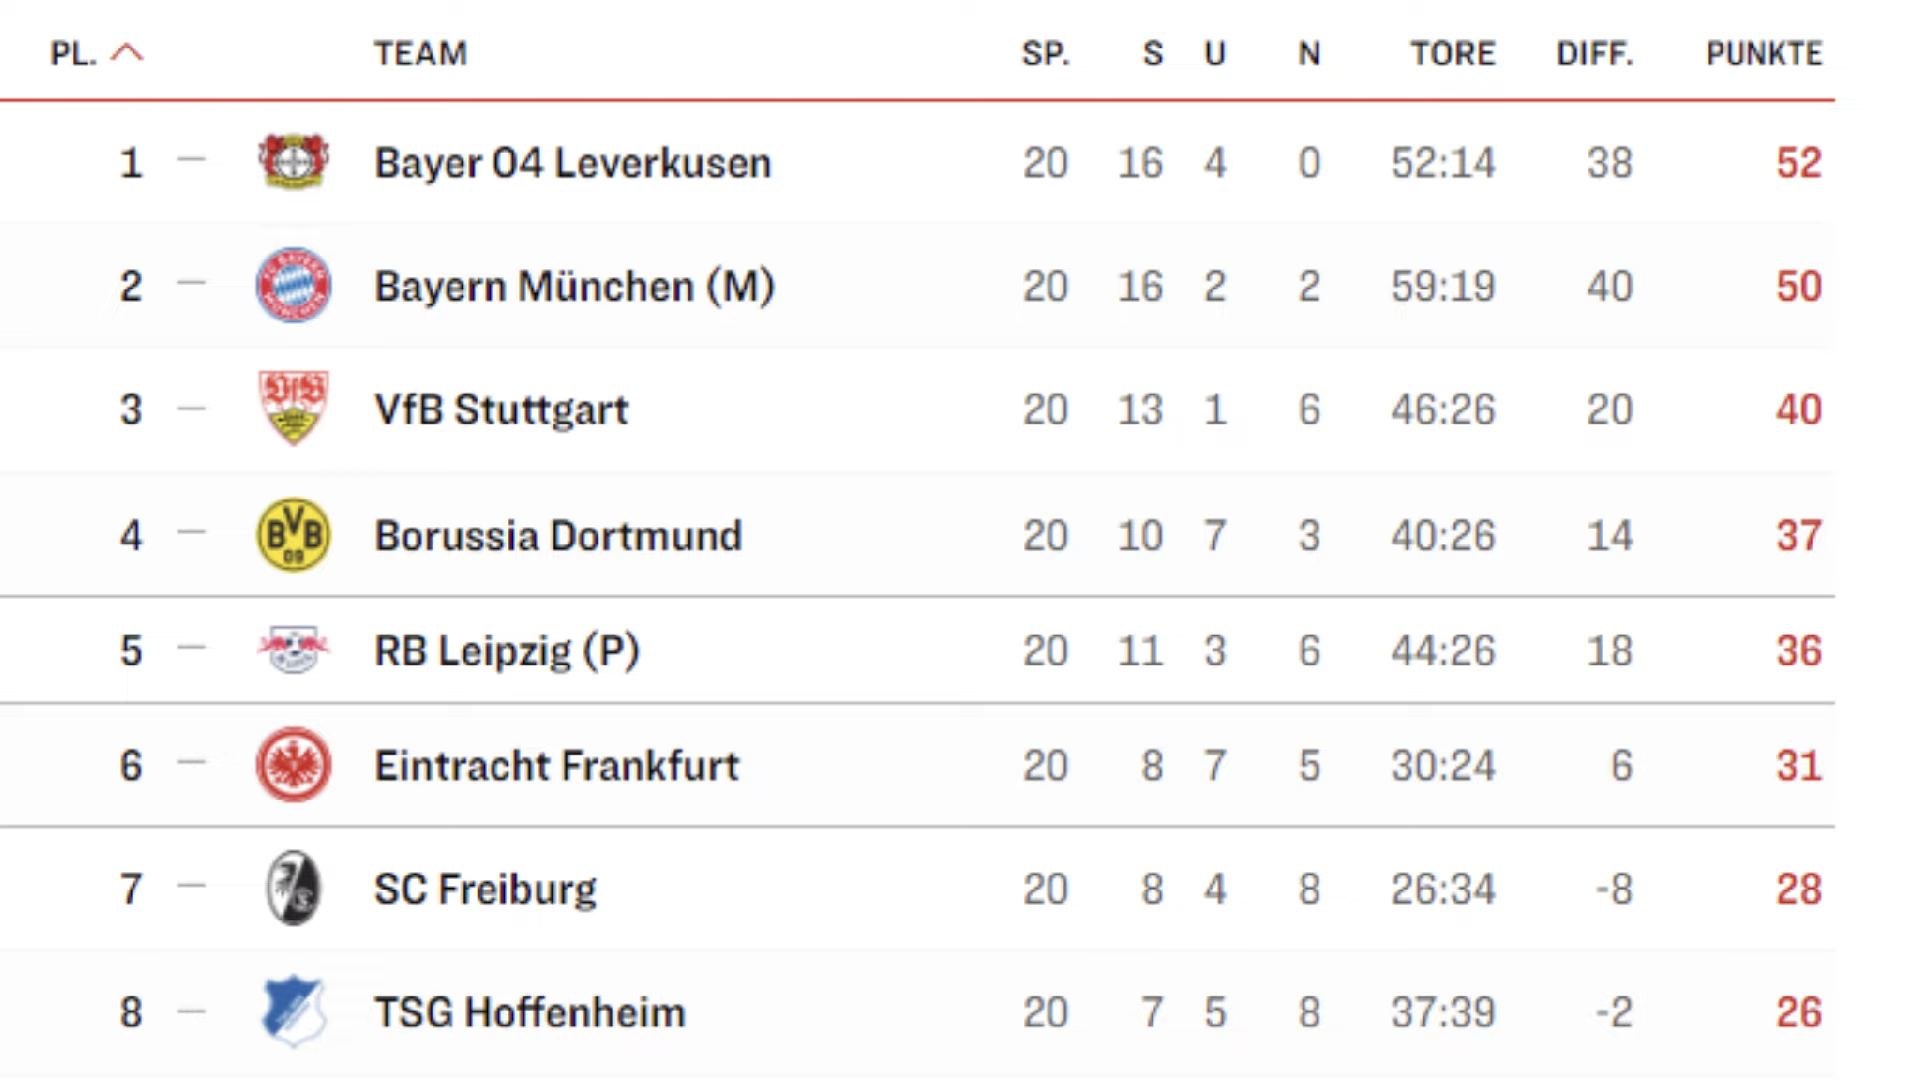 PL. TEAM SP. S U N TORE DIFF. PUNKTE
1 — Bayer 04 Leverkusen 20 16 4 0 52:14 38 52
2 — Bayern München (M) 20 16 2 2 59:19 40 50
3 — VfB Stuttgart 20 13 1 6 46:26 20 40
4 — BVB 09 Borussia Dortmund 20 10 7 3 40:26 14 37
5 — RB Leipzig (P) 20 11 3 6 44:26 18 36
6 — Eintracht Frankfurt 20 8 7 5 30:24 6 31
7 — SC Freiburg 20 8 4 8 26:34 -8 28
8 — TSG Hoffenheim 20 7 5 8 37:39 -2 26